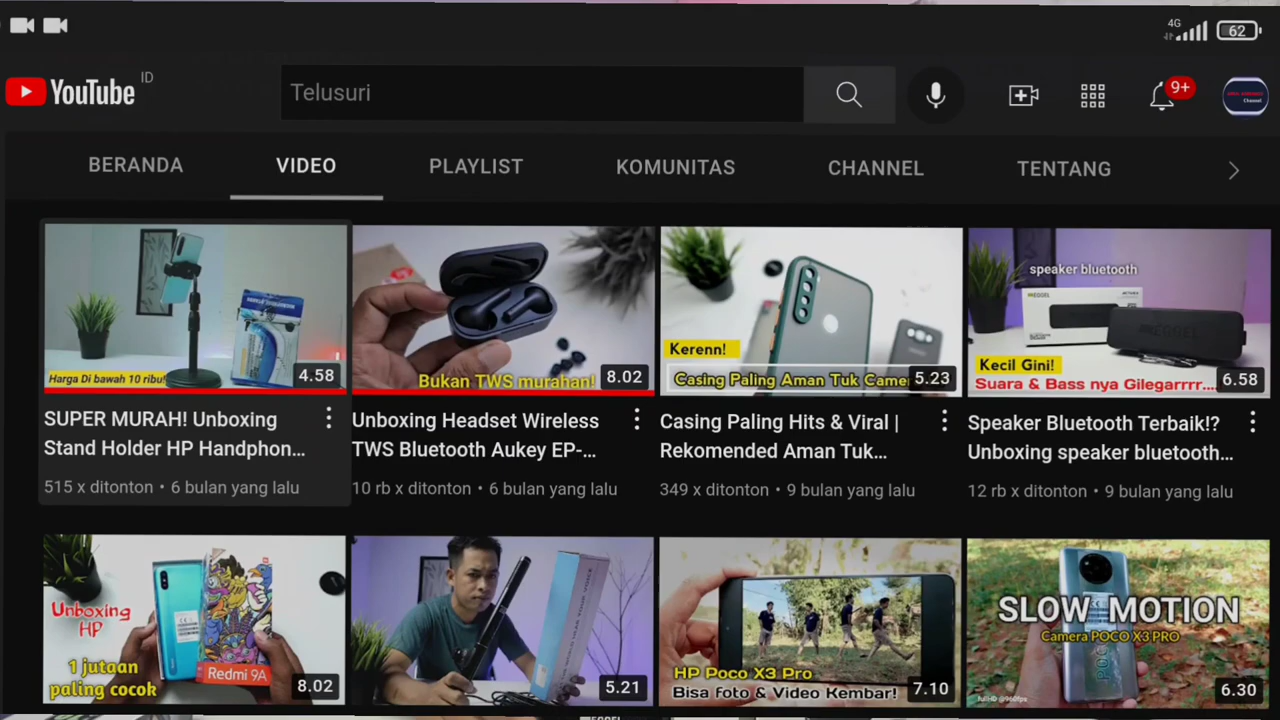 4G
62
YouTube ID
Telusuri
9+
Channel
BERANDA
VIDEO
PLAYLIST
KOMUNITAS
CHANNEL
TENTANG
Harga Di bawah 10 ribu!
4.58
SUPER MURAH! Unboxing
Stand Holder HP Handphon...
515 x ditonton • 6 bulan yang lalu
Bukan TWS murahan!
8.02
Unboxing Headset Wireless
TWS Bluetooth Aukey EP-...
10 rb x ditonton • 6 bulan yang lalu
Kerenn!
Casing Paling Aman Tuk Came
5.23
Casing Paling Hits & Viral |
Rekomended Aman Tuk...
349 x ditonton • 9 bulan yang lalu
speaker bluetooth
EGGEL
EGGEL
Kecil Gini!
Suara & Bass nya Gilegarrrr....
6.58
Speaker Bluetooth Terbaik!?
Unboxing speaker bluetooth...
12 rb x ditonton • 9 bulan yang lalu
Unboxing
HP
1 jutaan
paling cocok
Redmi 9A
8.02
5.21
HP Poco X3 Pro
Bisa foto & Video Kembar!
7.10
SLOW MOTION
Camera POCO X3 PRO
POCO
fullHD @960fps
6.30